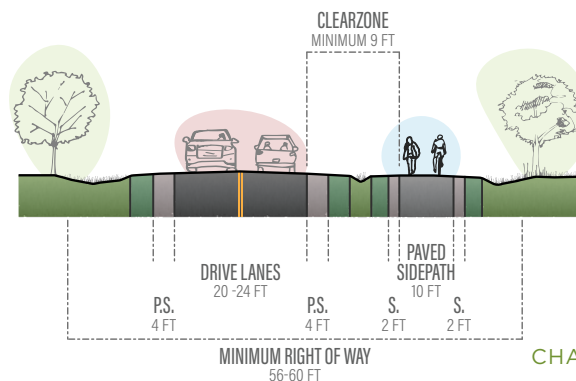 CLEARZONE
MINIMUM 9 FT
DRIVE LANES
20 -24 FT
PAVED
SIDEPATH
10 FT
P.S.
4 FT
P.S.
4 FT
S.
2 FT
S.
2 FT
MINIMUM RIGHT OF WAY
56-60 FT
CHA